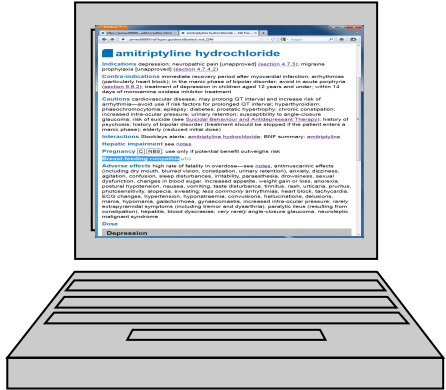 amitriptyline hydrochloride
Indications depression; neuropathic pain [unapproved] (section 4.7.3); migraine
prophylaxis [unapproved] (section 4.7.4.2)
Contra-indications immediate recovery period after myocardial infarction; arrhythmias
(particularly heart block); in the manic phase of bipolar disorder; avoid in acute porphyria
(section 9.8.2); treatment of depression in children aged 12 years and under; within 14
days of monoamine oxidase inhibitor treatment
Cautions cardiovascular disease; may prolong QT interval and increase risk of
arrhythmia—avoid use if risk factors for prolonged QT interval; hyperthyroidism;
phaeochromocytoma; epilepsy; diabetes; prostatic hypertrophy; chronic constipation;
increased intra-ocular pressure; urinary retention; susceptibility to angle-closure
glaucoma; risk of suicide (see Suicidal Behaviour and Antidepressant Therapy); history of
psychosis; history of bipolar disorder (treatment should be stopped if the patient enters a
manic phase); elderly (reduced initial dose)
Interactions Stockleys alerts: amitriptyline hydrochloride; BNF summary: amitriptyline
Hepatic impairment see notes
Pregnancy C NBS; use only if potential benefit outweighs risk
Breast-feeding compatible
Adverse effects high rate of fatality in overdose—see notes, antimuscarinic effects
(including dry mouth, blurred vision, constipation, urinary retention), anxiety, dizziness,
agitation, confusion, sleep disturbances, irritability, paraesthesia, drowsiness, sexual
dysfunction, changes in blood sugar, increased appetite, weight gain or loss, anorexia,
postural hypotension, nausea, vomiting, taste disturbance, tinnitus, rash, urticaria, pruritus,
photosensitivity, alopecia, sweating; less commonly arrhythmias, heart block, tachycardia,
ECG changes, hypertension, hyponatraemia, convulsions, hallucinations, delusions,
mania, hypomania, galactorrhoea, gynaecomastia, increased intra-ocular pressure; rarely
extrapyramidal symptoms (including tremor and dysarthria), paralytic ileus (resulting from
constipation), hepatitis, blood dyscrasias; very rarely angle-closure glaucoma, neuroleptic
malignant syndrome
Dose
Depression